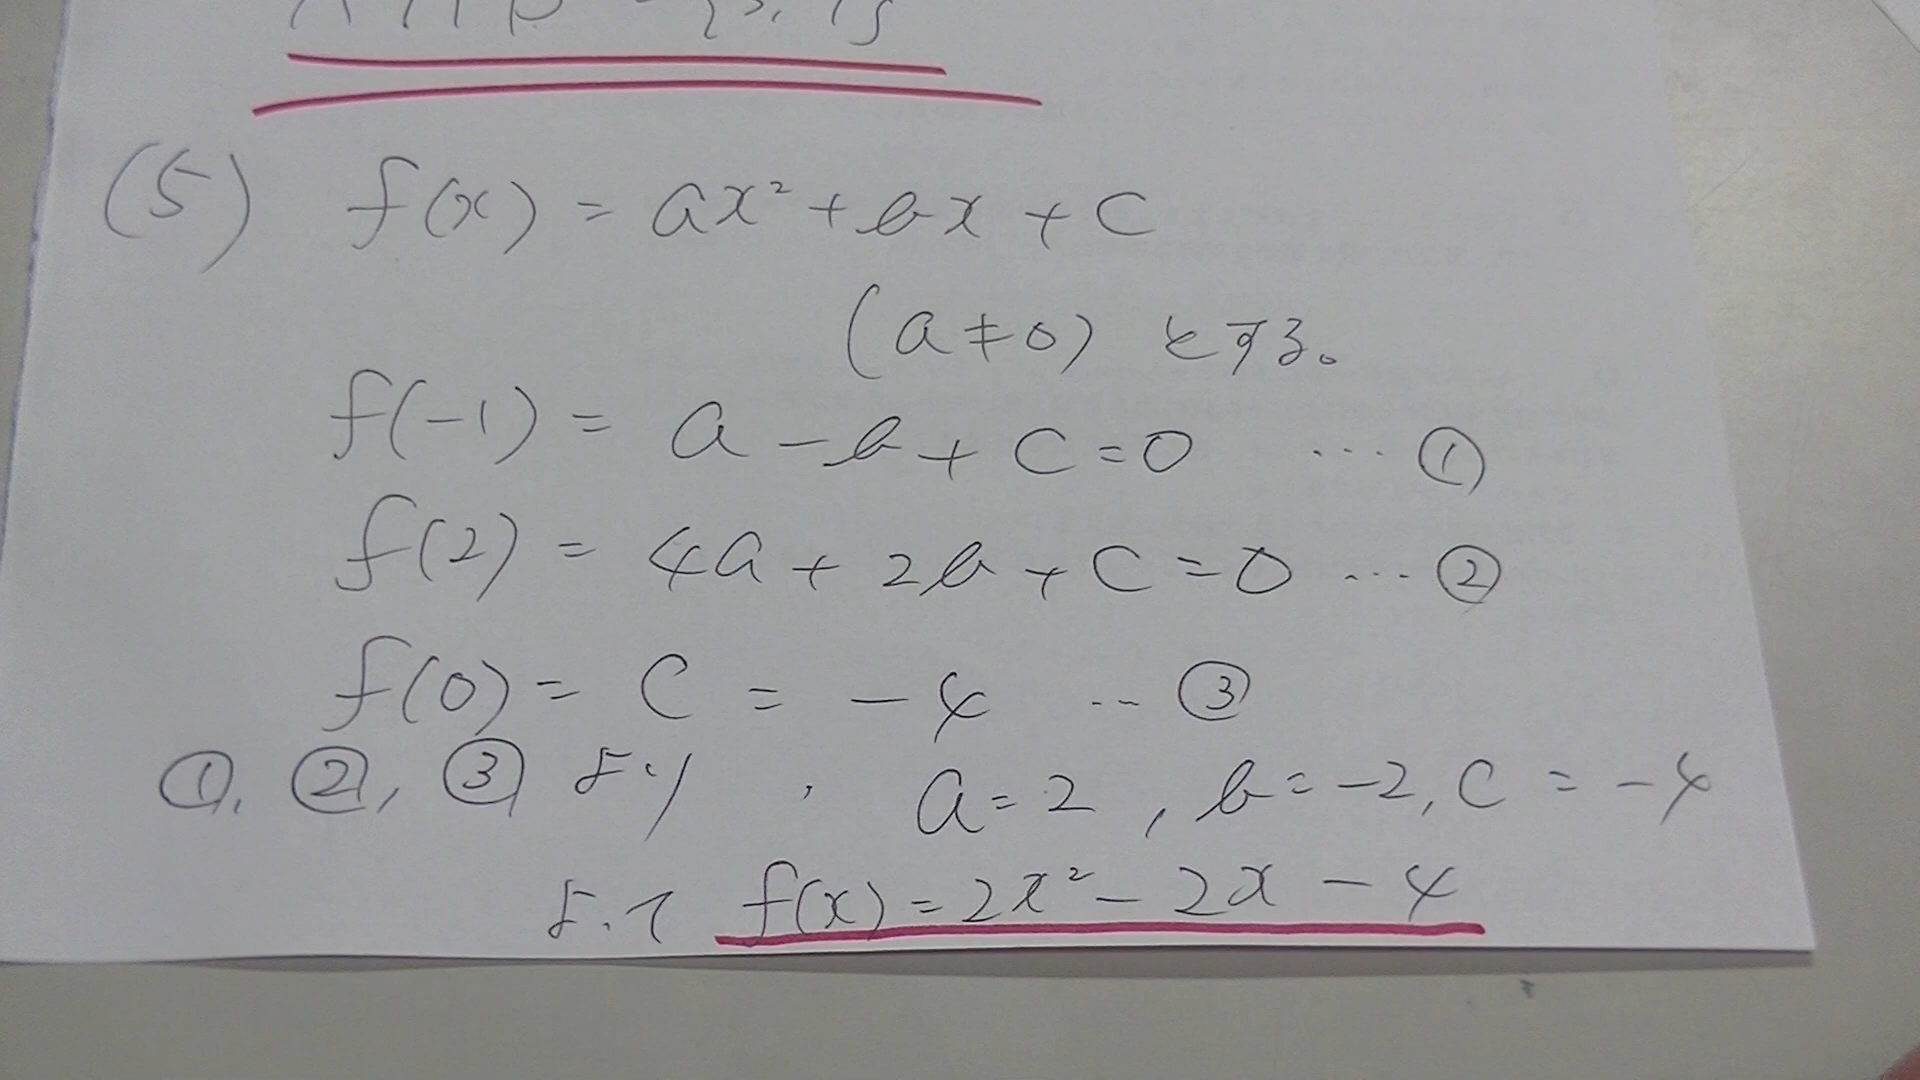 (5) f(x) = ax² + bx + c
(a≠0) とする。
f(-1) = a - b + c = 0 … ①
f(2) = 4a + 2b + c = 0 … ②
f(0) = c = -4 … ③
①, ②, ③ より, a = 2, b = -2, c = -4
よって f(x) = 2x² - 2x - 4